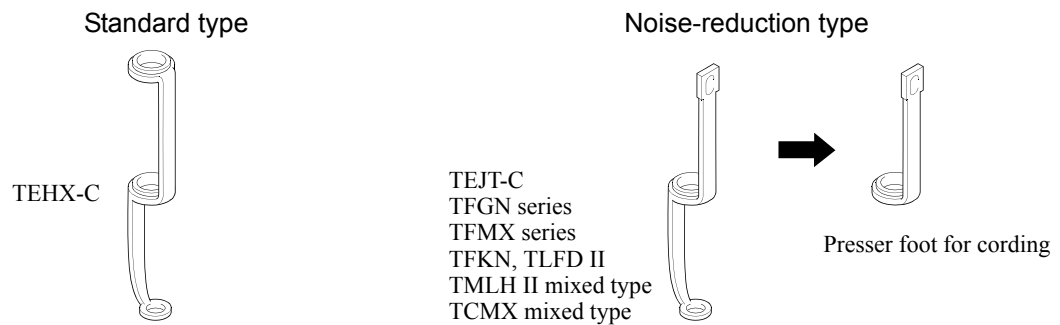 Standard type
Noise-reduction type
TEHX-C
TEJT-C
TFGN series
TFMX series
TFKN, TLFD II
TMLH II mixed type
TCMX mixed type
Presser foot for cording